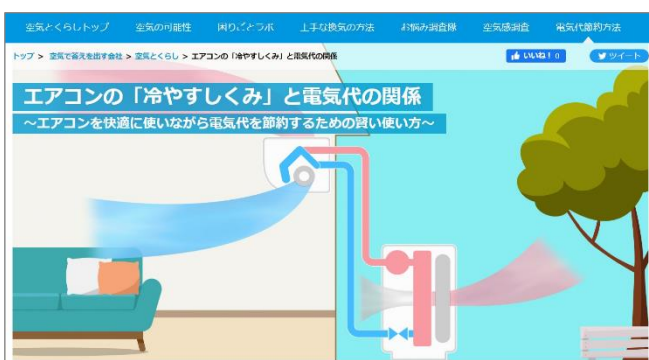 空気とくらしトップ 空気の可能性 困りごとラボ 上手な換気の方法 お悩み調査隊 空気感調査 電気代節約方法
トップ > 空気で答えを出す会社 > 空気とくらし > エアコンの「冷やすしくみ」と電気代の関係
いいね! 0 ツイート
エアコンの「冷やすしくみ」と電気代の関係
～エアコンを快適に使いながら電気代を節約するための賢い使い方～